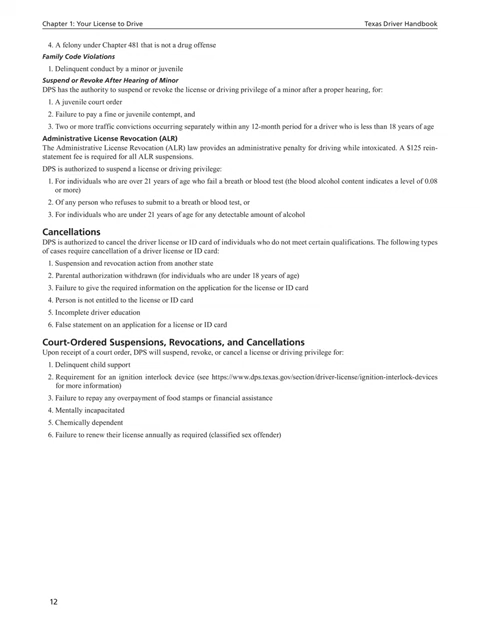 Chapter 1: Your License to Drive Texas Driver Handbook
4. A felony under Chapter 481 that is not a drug offense
Family Code Violations
1. Delinquent conduct by a minor or juvenile
Suspend or Revoke After Hearing of Minor
DPS has the authority to suspend or revoke the license or driving privilege of a minor after a proper hearing, for:
1. A juvenile court order
2. Failure to pay a fine or juvenile contempt, and
3. Two or more traffic convictions occurring separately within any 12-month period for a driver who is less than 18 years of age
Administrative License Revocation (ALR)
The Administrative License Revocation (ALR) law provides an administrative penalty for driving while intoxicated. A $125 rein-
statement fee is required for all ALR suspensions.
DPS is authorized to suspend a license or driving privilege:
1. For individuals who are over 21 years of age who fail a breath or blood test (the blood alcohol content indicates a level of 0.08
or more)
2. Of any person who refuses to submit to a breath or blood test, or
3. For individuals who are under 21 years of age for any detectable amount of alcohol
Cancellations
DPS is authorized to cancel the driver license or ID card of individuals who do not meet certain qualifications. The following types
of cases require cancellation of a driver license or ID card:
1. Suspension and revocation action from another state
2. Parental authorization withdrawn (for individuals who are under 18 years of age)
3. Failure to give the required information on the application for the license or ID card
4. Person is not entitled to the license or ID card
5. Incomplete driver education
6. False statement on an application for a license or ID card
Court-Ordered Suspensions, Revocations, and Cancellations
Upon receipt of a court order, DPS will suspend, revoke, or cancel a license or driving privilege for:
1. Delinquent child support
2. Requirement for an ignition interlock device (see https://www.dps.texas.gov/section/driver-license/ignition-interlock-devices
for more information)
3. Failure to repay any overpayment of food stamps or financial assistance
4. Mentally incapacitated
5. Chemically dependent
6. Failure to renew their license annually as required (classified sex offender)
12